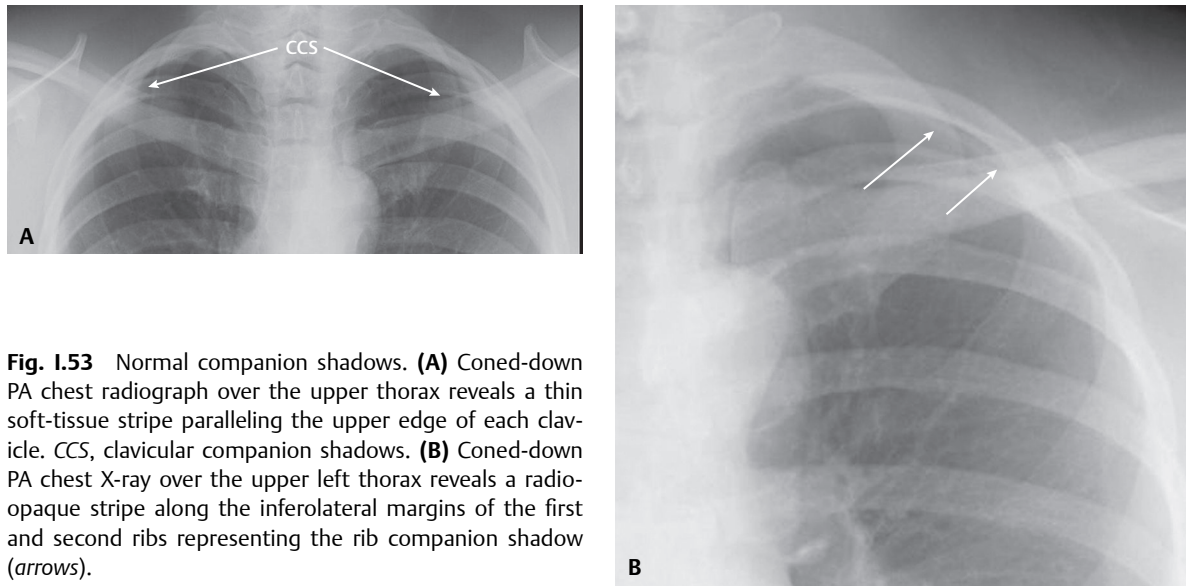 CCS
A
Fig. I.53 Normal companion shadows. (A) Coned-down
PA chest radiograph over the upper thorax reveals a thin
soft-tissue stripe paralleling the upper edge of each clav-
icle. CCS, clavicular companion shadows. (B) Coned-down
PA chest X-ray over the upper left thorax reveals a radio-
opaque stripe along the inferolateral margins of the first
and second ribs representing the rib companion shadow
(arrows).
B